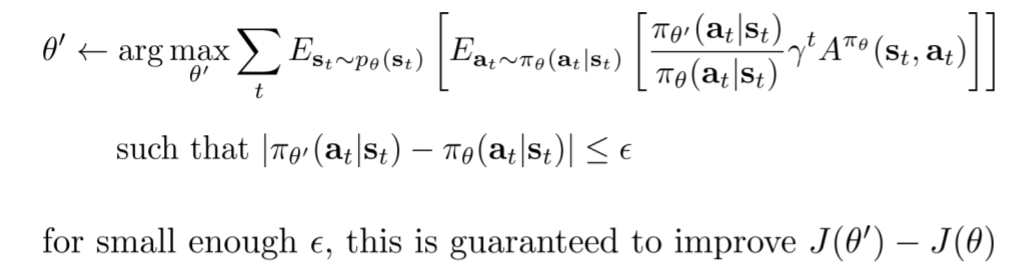 θ′ ← arg max_{θ′} ∑_t E_{s_t∼p_θ(s_t)} [ E_{a_t∼π_θ(a_t|s_t)} [ \frac{π_{θ′}(a_t|s_t)}{π_θ(a_t|s_t)} γ^t A^{π_θ}(s_t, a_t) ] ]
such that |π_{θ′}(a_t|s_t) − π_θ(a_t|s_t)| ≤ ϵ
for small enough ϵ, this is guaranteed to improve J(θ′) − J(θ)